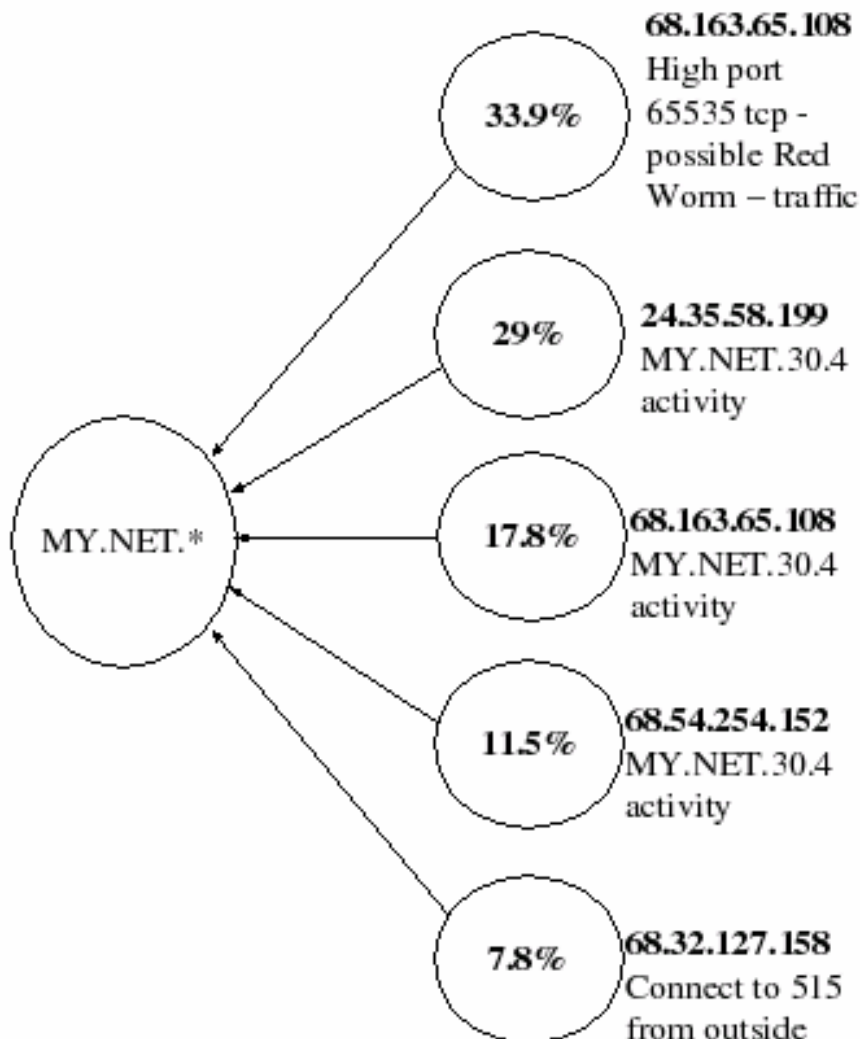 68.163.65.108
High port
65535 tcp -
possible Red
Worm – traffic
33.9%
24.35.58.199
MY.NET.30.4
activity
29%
MY.NET.*
68.163.65.108
MY.NET.30.4
activity
17.8%
68.54.254.152
MY.NET.30.4
activity
11.5%
68.32.127.158
Connect to 515
from outside
7.8%